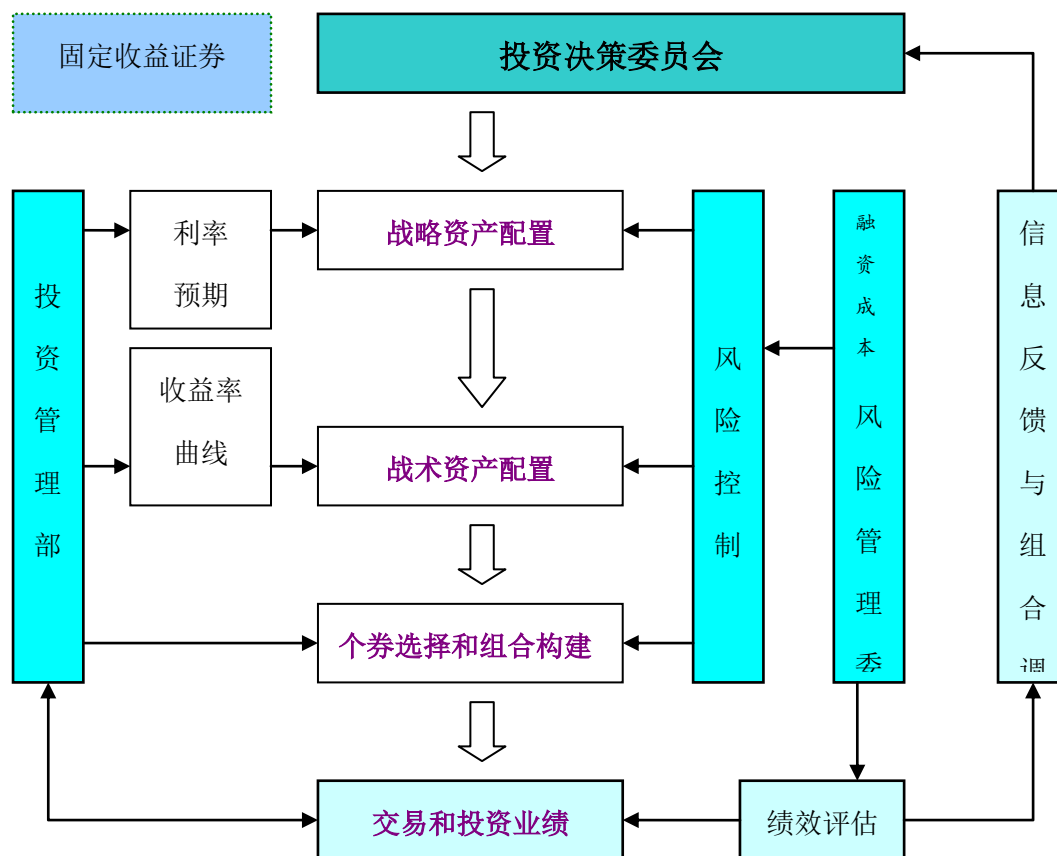 固定收益证券
投资决策委员会
投资管理部
利率
预期
战略资产配置
收益率
曲线
战术资产配置
个券选择和组合构建
交易和投资业绩
风险控制
融资成本
风险管理委
绩效评估
信息反馈与组合调